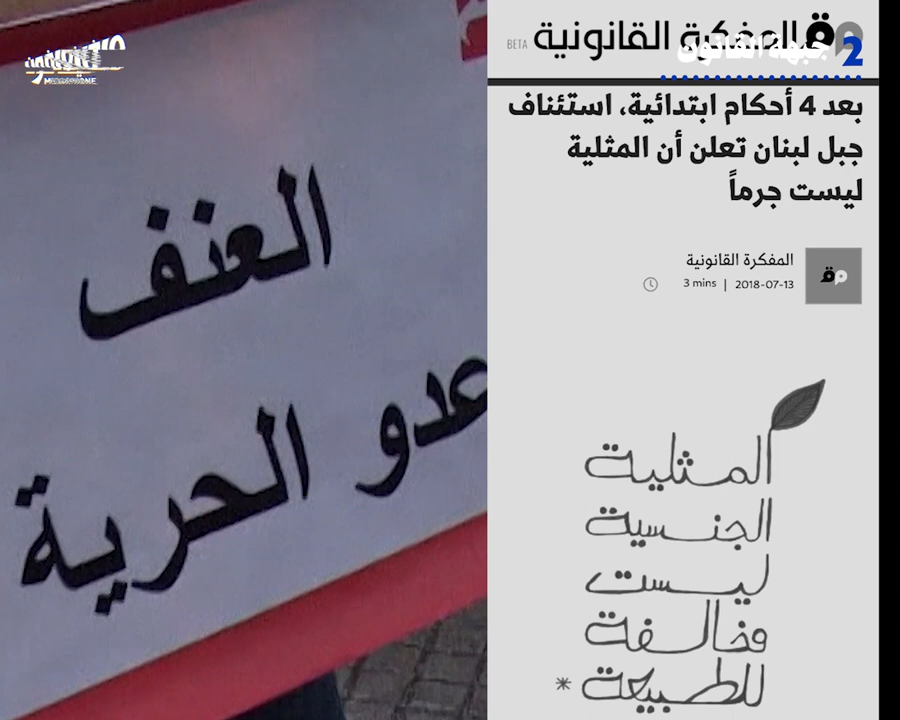 MEGAPHONE
العنف
عدو الحرية
المفكرة القانونية
BETA
جبهة القانون
2
بعد 4 أحكام ابتدائية، استئناف
جبل لبنان تعلن أن المثلية
ليست جرماً
المفكرة القانونية
2018-07-13 | 3 mins
المثلية
الجنسية
ليست
مخالفة
للطبيعة *